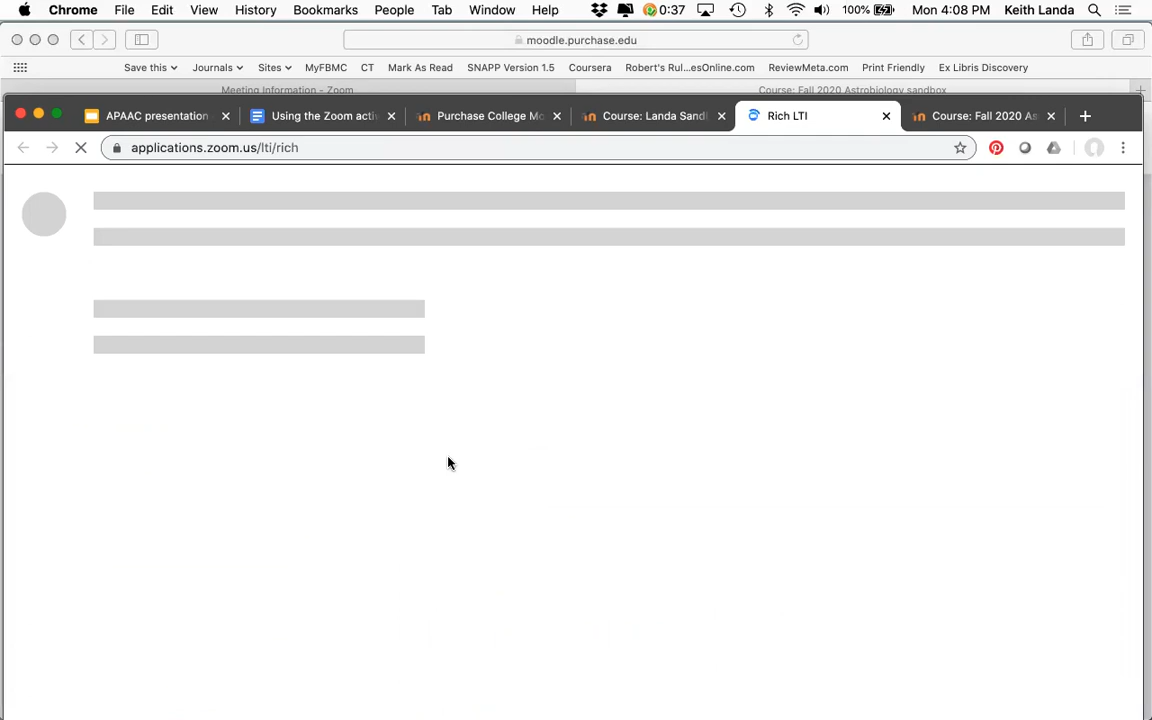 Chrome File Edit View History Bookmarks People Tab Window Help 0:37 100% Mon 4:08 PM Keith Landa
moodle.purchase.edu
Save this Journals Sites MyFBMC CT Mark As Read SNAPP Version 1.5 Coursera Robert's Rul...esOnline.com ReviewMeta.com Print Friendly Ex Libris Discovery
Meeting Information - Zoom Course: Fall 2020 Astrobiology sandbox
APAAC presentation Using the Zoom activ Purchase College Mo Course: Landa Sandl Rich LTI Course: Fall 2020 As
applications.zoom.us/lti/rich